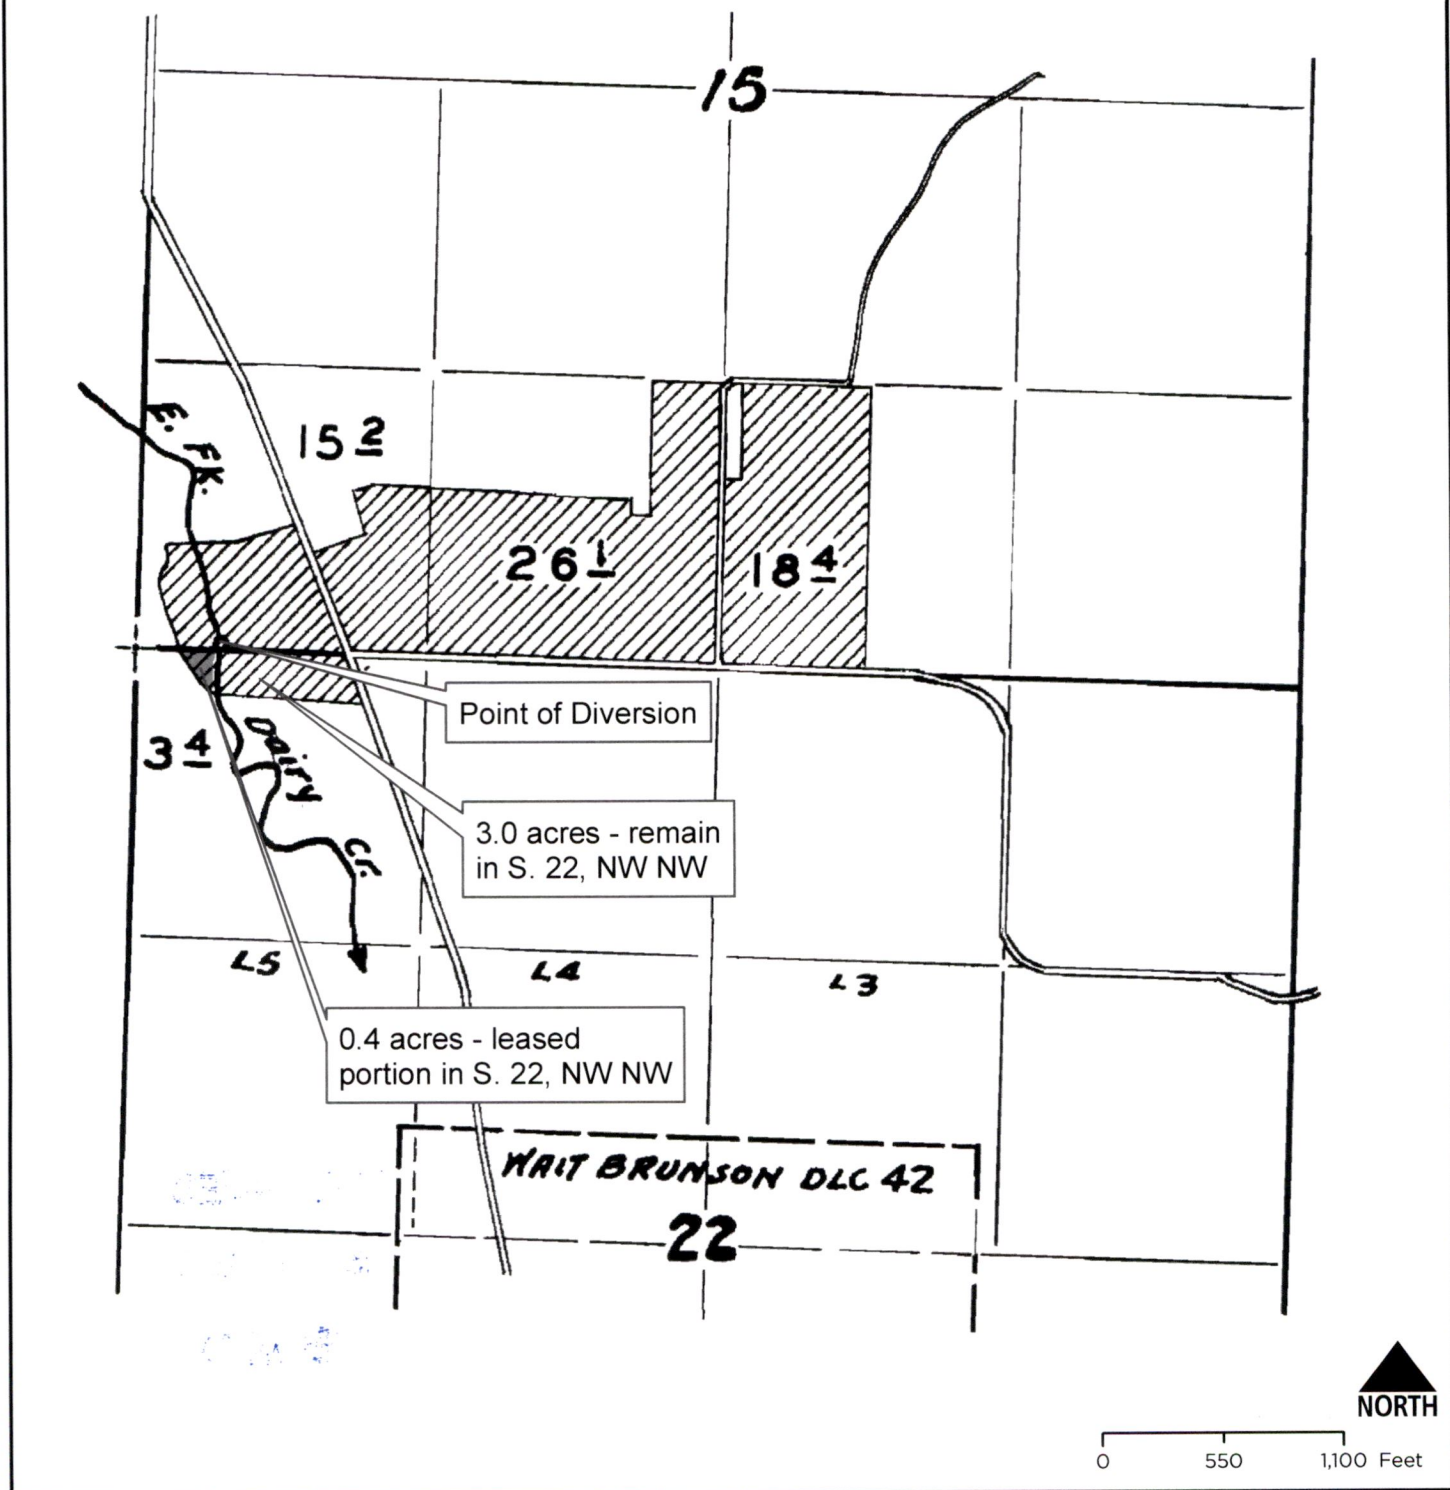 15
E. FK.
15 2
26 1
18 4
Point of Diversion
3 4
Dairy
Cr.
3.0 acres - remain
in S. 22, NW NW
L5
L4
L3
0.4 acres - leased
portion in S. 22, NW NW
WAIT BRUNSON DLC 42
22
NORTH
0 550 1,100 Feet